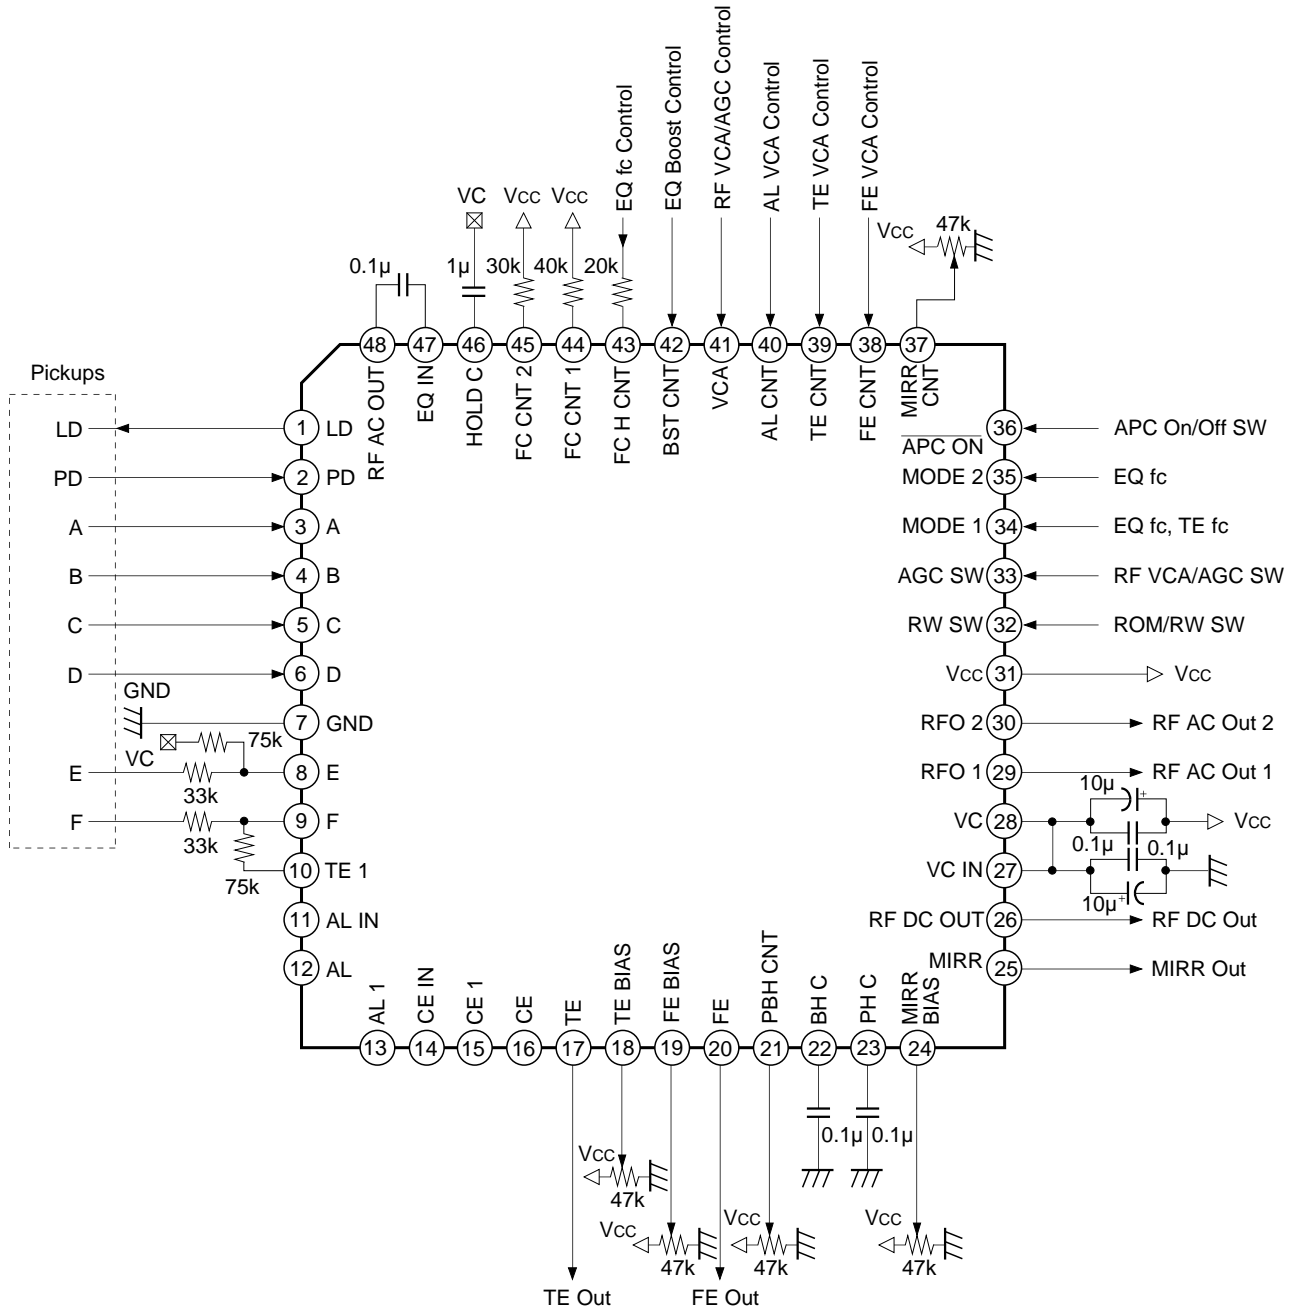 EQ fc Control
EQ Boost Control
RF VCA/AGC Control
AL VCA Control
TE VCA Control
FE VCA Control
VC
Vcc
Vcc
Vcc
47k
0.1µ
1µ
30k
40k
20k
48
47
46
45
44
43
42
41
40
39
38
37
RF AC OUT
EQ IN
HOLD C
FC CNT 2
FC CNT 1
FC H CNT
BST CNT
VCA
AL CNT
TE CNT
FE CNT
MIRR
CNT
Pickups
LD
1
LD
PD
2
PD
A
3
A
B
4
B
C
5
C
D
6
D
GND
7
GND
VC
75k
E
33k
8
E
F
33k
9
F
75k
10
TE 1
11
AL IN
12
AL
APC ON
36
APC On/Off SW
MODE 2
35
EQ fc
MODE 1
34
EQ fc, TE fc
AGC SW
33
RF VCA/AGC SW
RW SW
32
ROM/RW SW
Vcc
31
Vcc
RFO 2
30
RF AC Out 2
RFO 1
29
RF AC Out 1
10µ
+
VC
28
Vcc
0.1µ
0.1µ
VC IN
27
10µ
+
RF DC OUT
26
RF DC Out
MIRR
25
MIRR Out
AL 1
CE IN
CE 1
CE
TE
TE BIAS
FE BIAS
FE
PBH CNT
BH C
PH C
MIRR
BIAS
13
14
15
16
17
18
19
20
21
22
23
24
0.1µ
0.1µ
Vcc
47k
Vcc
47k
Vcc
47k
Vcc
47k
TE Out
FE Out